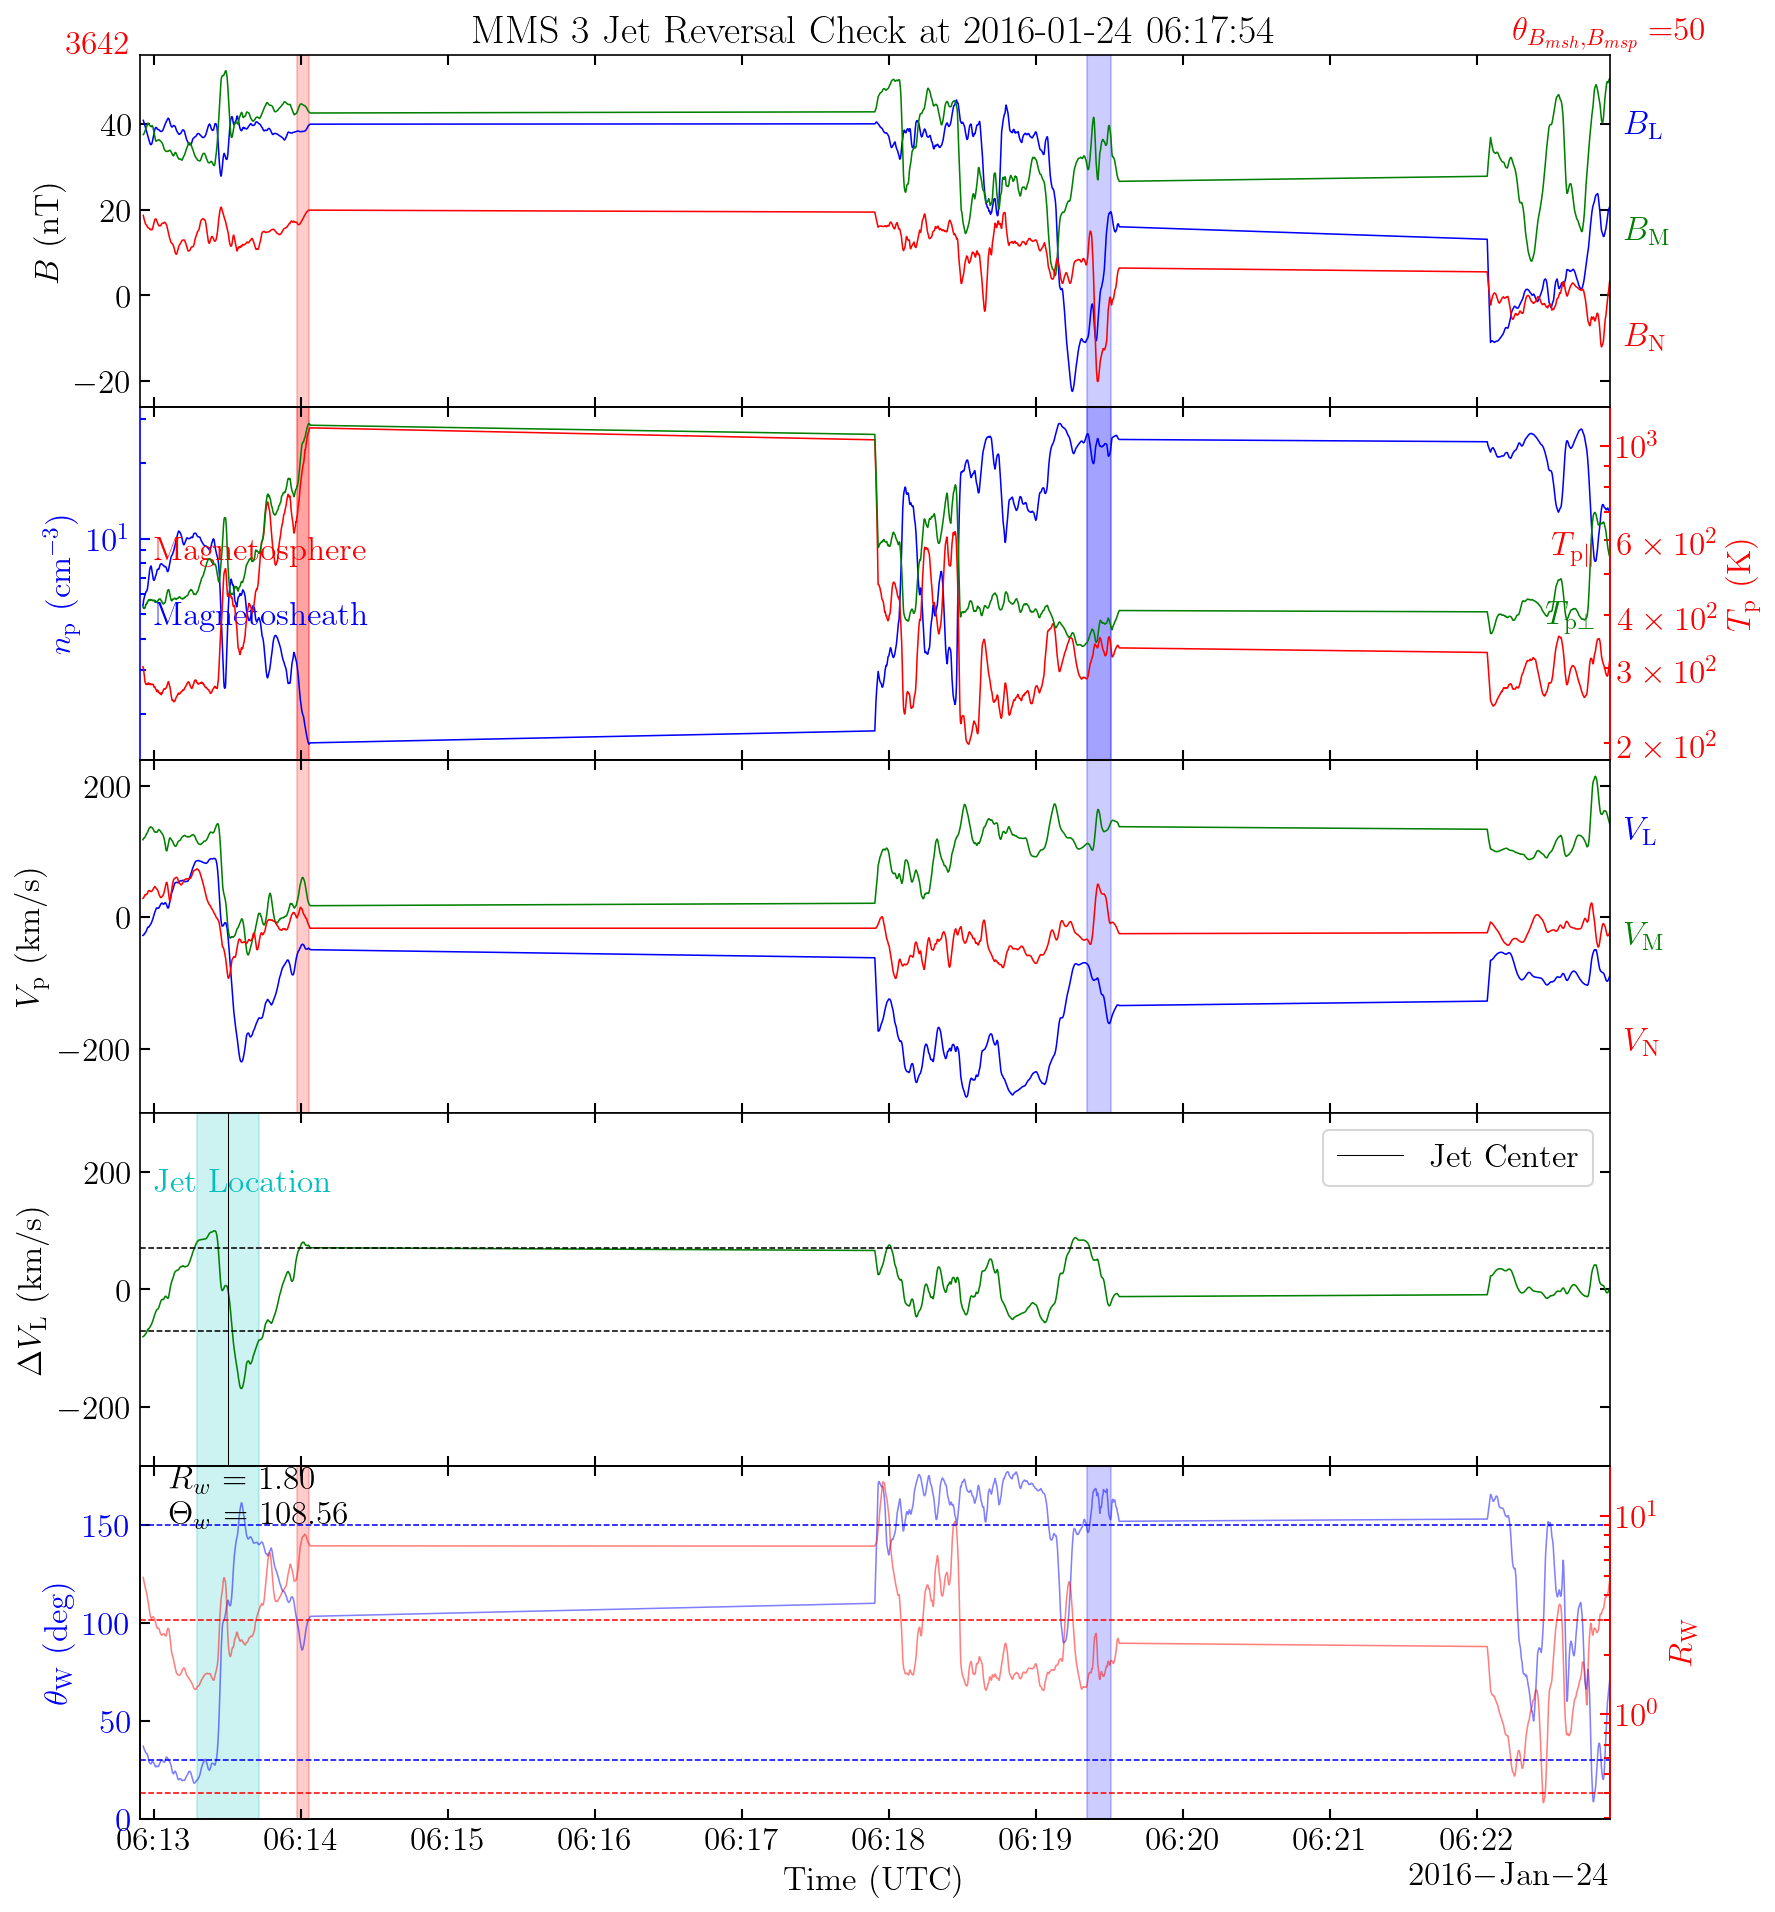 MMS 3 Jet Reversal Check at 2016-01-24 06:17:54
3642
θ_{B_{msh},B_{msp}} =50
40
20
0
−20
B (nT)
B_L
B_M
B_N
10^1
n_p (cm^{−3})
Magnetosphere
Magnetosheath
10^3
6 × 10^2
4 × 10^2
3 × 10^2
2 × 10^2
T_p (K)
T_{p∥}
T_{p⊥}
200
0
−200
V_p (km/s)
V_L
V_M
V_N
200
0
−200
ΔV_L (km/s)
Jet Location
Jet Center
R_w = 1.80
Θ_w = 108.56
150
100
50
0
θ_W (deg)
10^1
10^0
R_W
06:13 06:14 06:15 06:16 06:17 06:18 06:19 06:20 06:21 06:22
2016−Jan−24
Time (UTC)